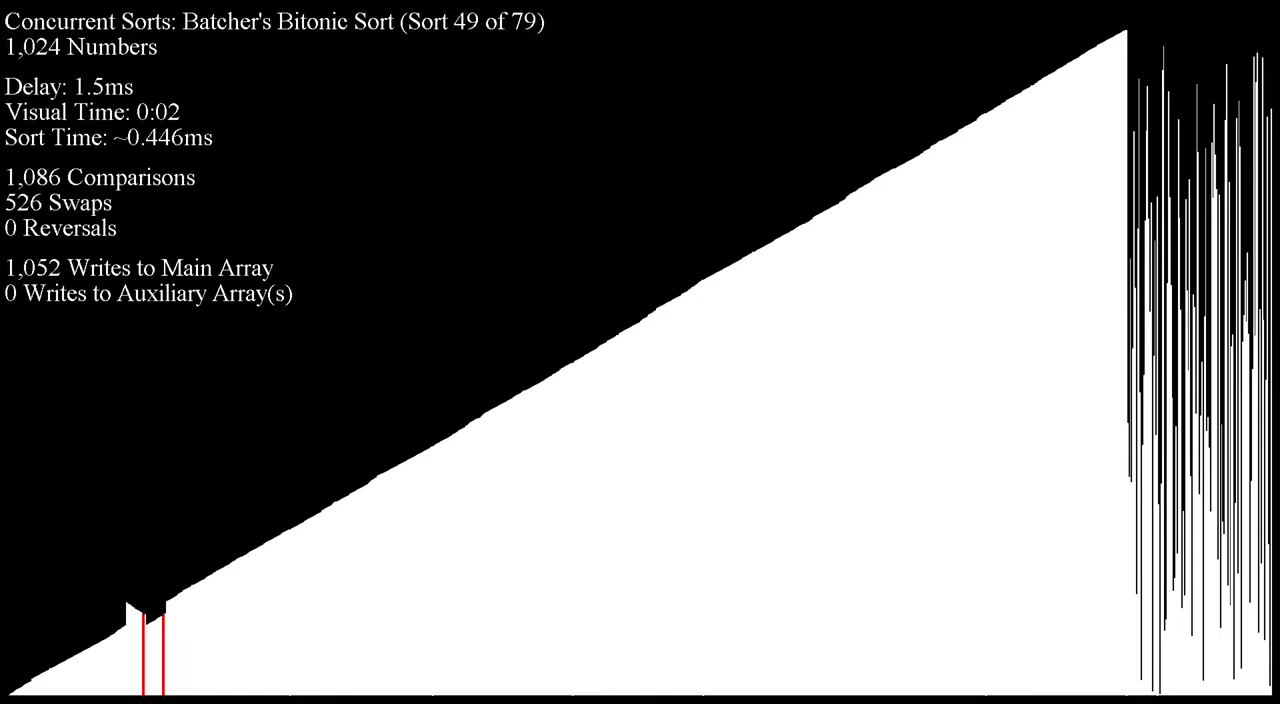 Concurrent Sorts: Batcher's Bitonic Sort (Sort 49 of 79)
1,024 Numbers
Delay: 1.5ms
Visual Time: 0:02
Sort Time: ~0.446ms
1,086 Comparisons
526 Swaps
0 Reversals
1,052 Writes to Main Array
0 Writes to Auxiliary Array(s)